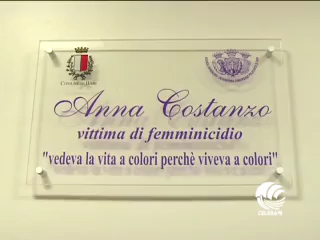 Anna Costanzo
vittima di femminicidio
"vedeva la vita a colori perchè viveva a colori"